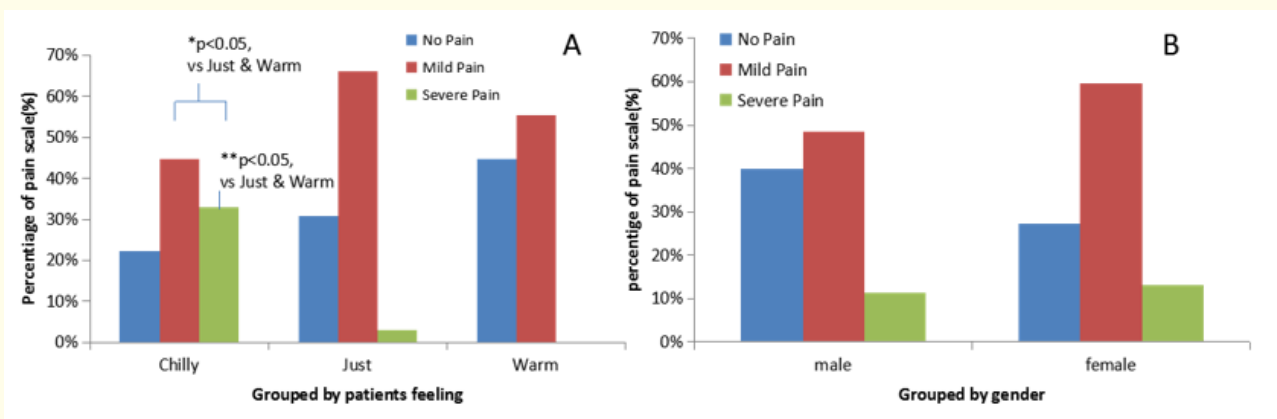 A
*p<0.05,
vs Just & Warm
**p<0.05,
vs Just & Warm
No Pain
Mild Pain
Severe Pain
Percentiage of pain scale(%)
70%
60%
50%
40%
30%
20%
10%
0%
Chilly Just Warm
Grouped by patients feeling
B
No Pain
Mild Pain
Severe Pain
percentige of pain scale(%)
70%
60%
50%
40%
30%
20%
10%
0%
male female
Grouped by gender